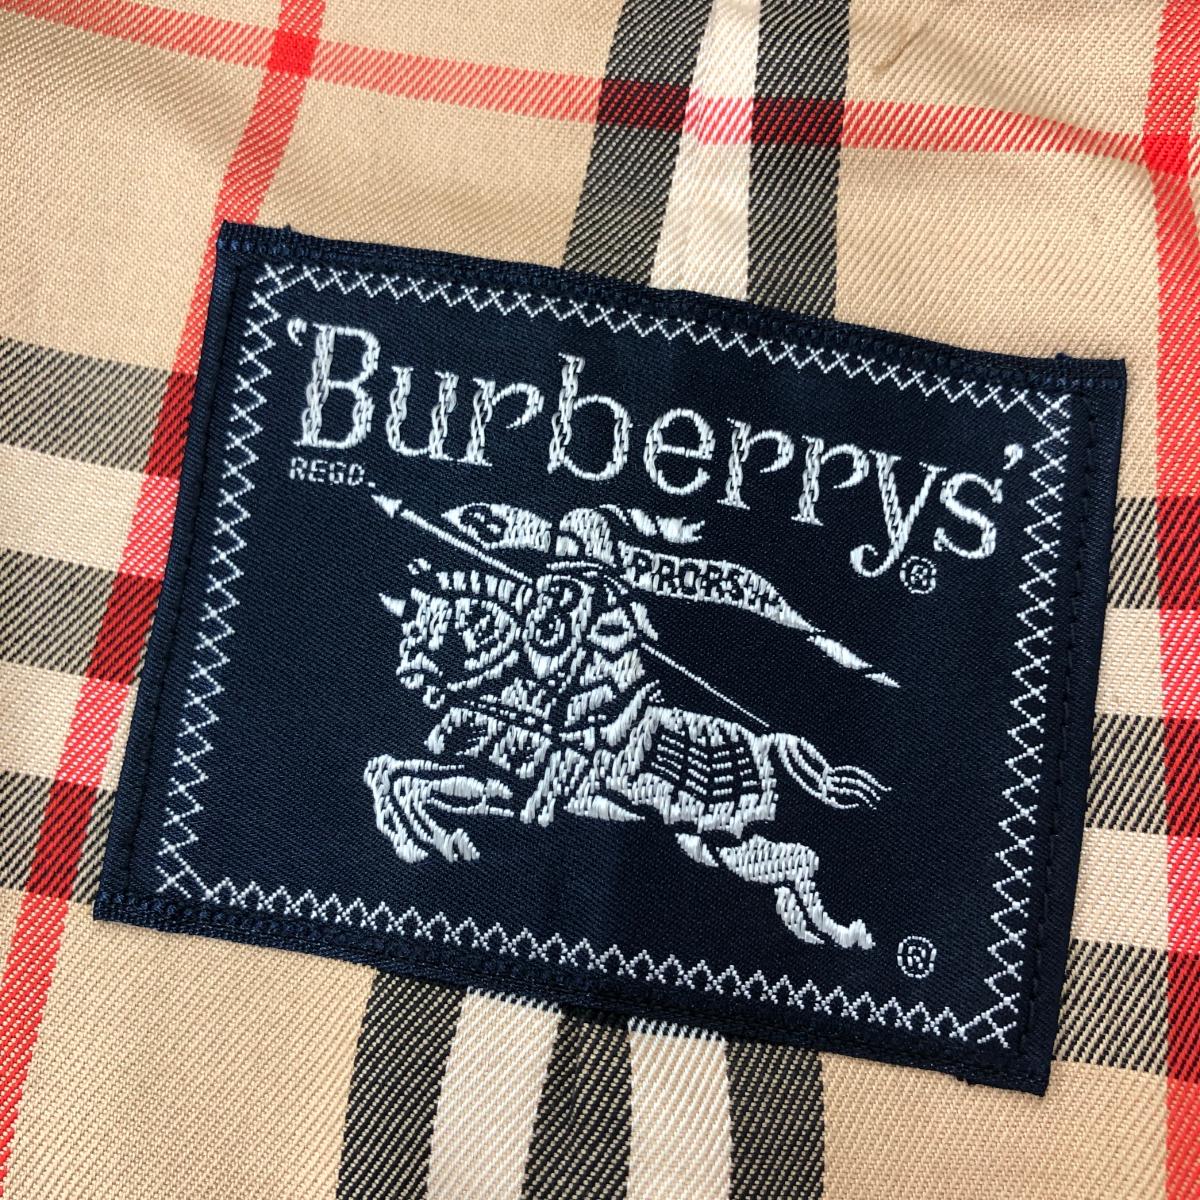 'Burberrys'®
REGD.
B
PRORSUM
B
®